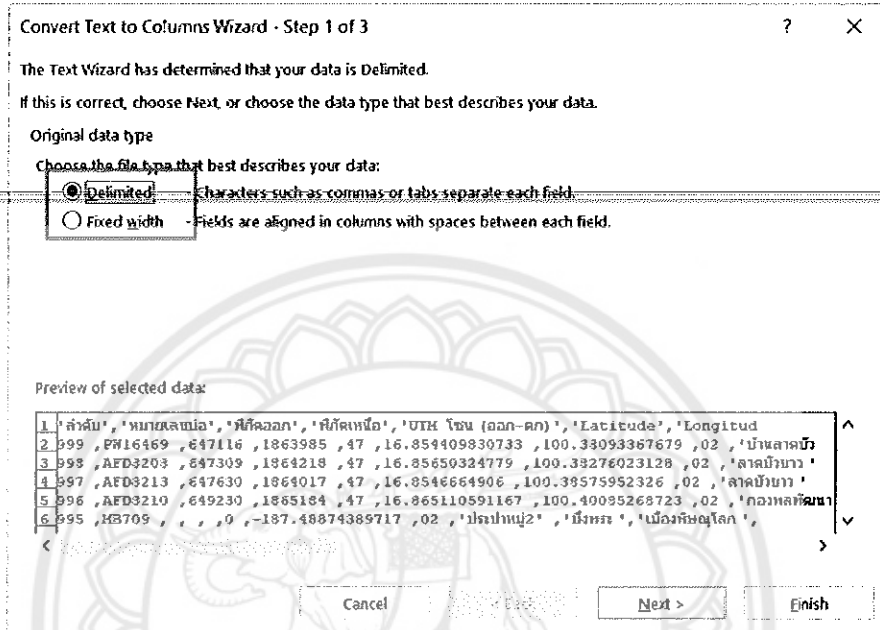 Convert Text to Columns Wizard - Step 1 of 3 ? ×
The Text Wizard has determined that your data is Delimited.
If this is correct, choose Next, or choose the data type that best describes your data.
Original data type
Choose the file type that best describes your data:
Delimited - Characters such as commas or tabs separate each field.
Fixed width - Fields are aligned in columns with spaces between each field.
Preview of selected data:
1 'ลำดับ','หมายเลขบ่อ','พิกัดออก','พิกัดเหนือ','UTM โซน (ออก-ตก)','Latitude','Longitud
2 999 ,PW16469 ,647116 ,1863985 ,47 ,16.854409830733 ,100.38093367679 ,02 ,'บ้านลาดบัว
3 998 ,AFD3203 ,647309 ,1864218 ,47 ,16.85650324779 ,100.38276023128 ,02 ,'ลาดบัวขาว '
4 997 ,AFD3213 ,647630 ,1864017 ,47 ,16.8546664906 ,100.38575952326 ,02 ,'ลาดบัวขาว '
5 996 ,AFD3210 ,649230 ,1865184 ,47 ,16.865110591167 ,100.40085268723 ,02 ,'กองพลพัฒนา
6 995 ,MB709 , , , ,0 ,-187.48874389717 ,02 ,'ประปาหมู่2' ,'บึงพระ ','เมืองพิษณุโลก ',
Cancel Next > Finish